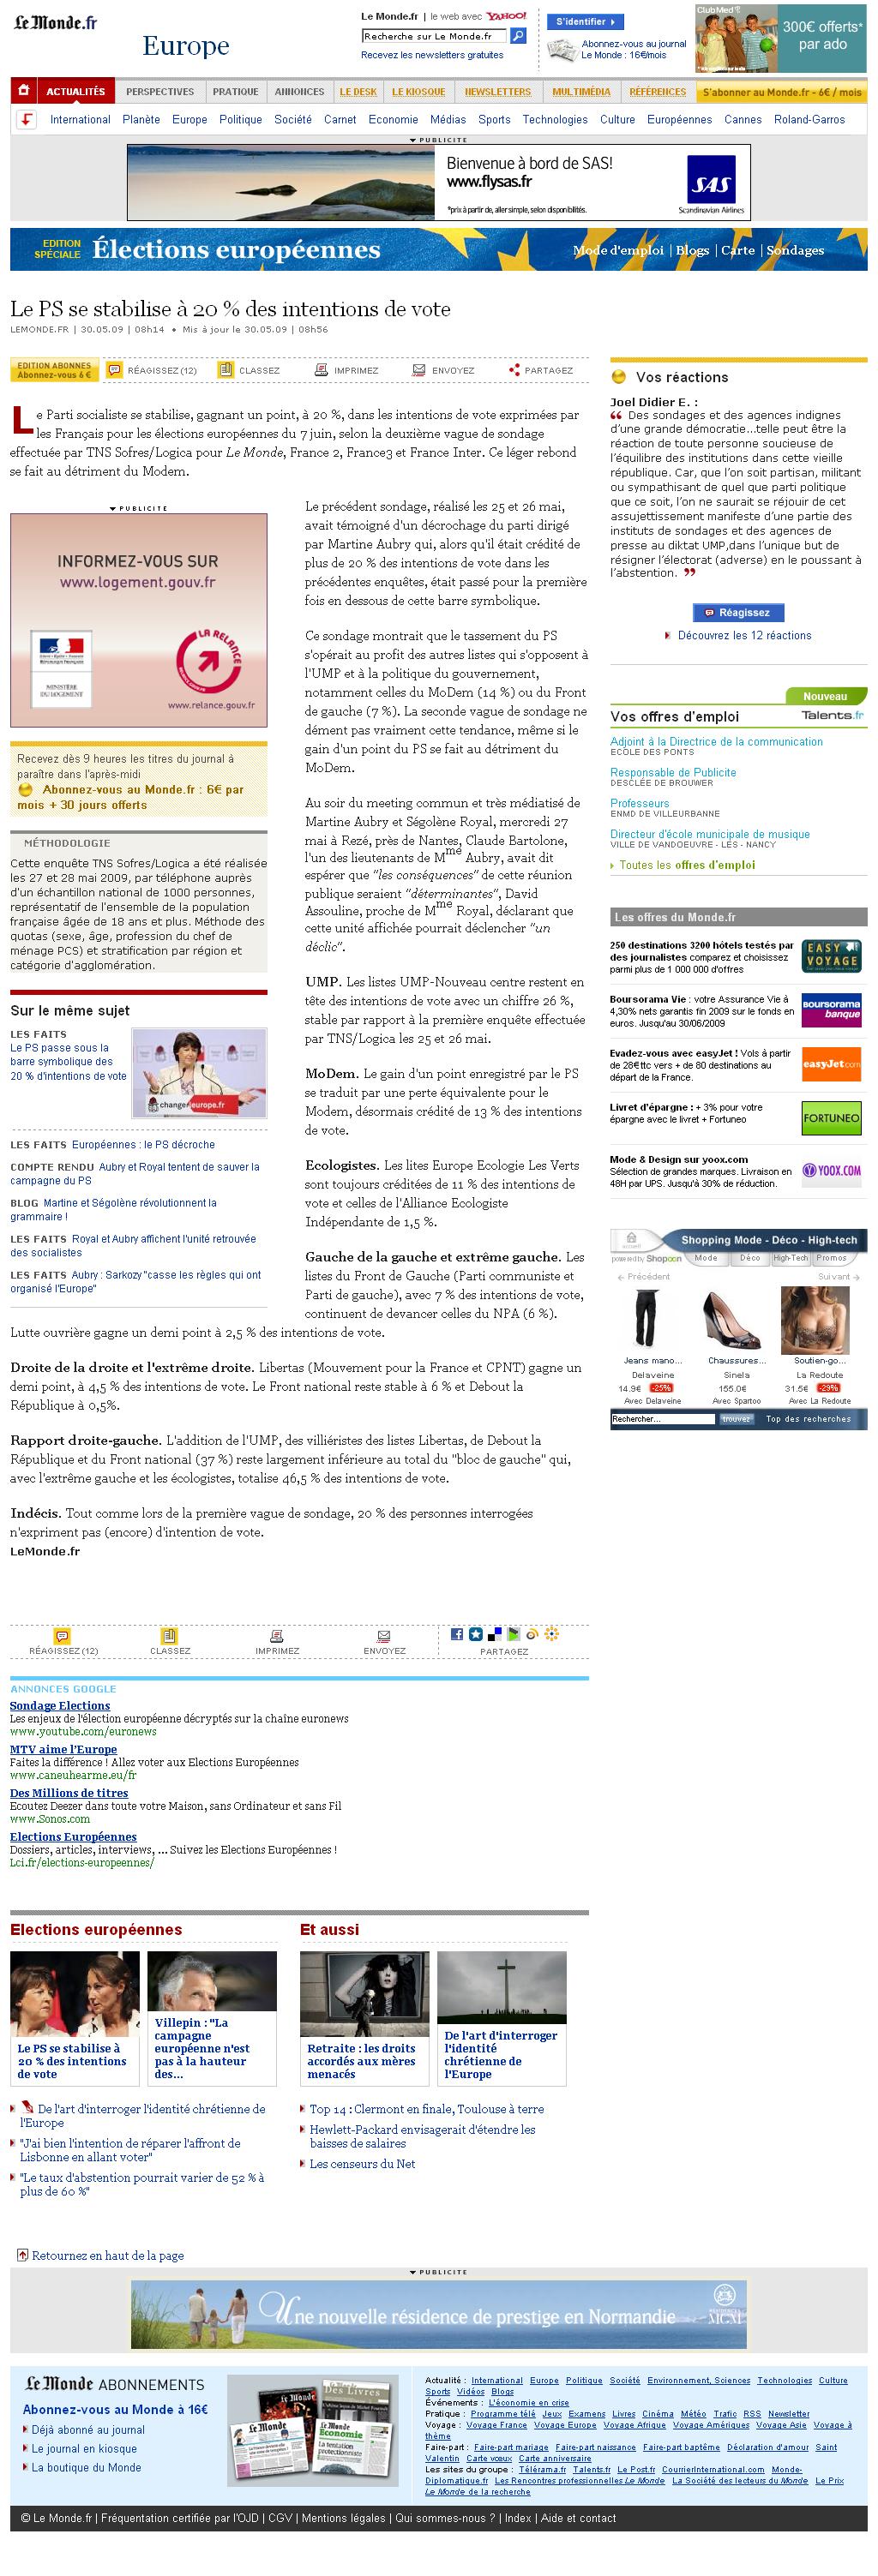 Le Monde.fr
Europe
Le Monde.fr | le web avec YAHOO!
Recherche sur Le Monde.fr
Recevez les newsletters gratuites
S'identifier
Abonnez-vous au journal
Le Monde : 16€/mois
Club Med
300€ offerts*
par ado
ACTUALITÉS PERSPECTIVES PRATIQUE ANNONCES LE DESK LE KIOSQUE NEWSLETTERS MULTIMÉDIA RÉFÉRENCES S'abonner au Monde.fr - 6€ / mois
International Planète Europe Politique Société Carnet Economie Médias Sports Technologies Culture Européennes Cannes Roland-Garros
PUBLICITE
Bienvenue à bord de SAS!
www.flysas.fr
*prix à partir de, aller simple, selon disponibilités.
SAS
Scandinavian Airlines
EDITION
SPÉCIALE
Élections européennes
Mode d'emploi | Blogs | Carte | Sondages
Le PS se stabilise à 20 % des intentions de vote
LEMONDE.FR | 30.05.09 | 08h14 • Mis à jour le 30.05.09 | 08h56
EDITION ABONNES
Abonnez-vous 6 €
RÉAGISSEZ (12) CLASSEZ IMPRIMEZ ENVOYEZ PARTAGEZ
Le Parti socialiste se stabilise, gagnant un point, à 20 %, dans les intentions de vote exprimées par
les Français pour les élections européennes du 7 juin, selon la deuxième vague de sondage
effectuée par TNS Sofres/Logica pour Le Monde, France 2, France3 et France Inter. Ce léger rebond
se fait au détriment du Modem.
PUBLICITE
INFORMEZ-VOUS SUR
www.logement.gouv.fr
RÉPUBLIQUE FRANÇAISE
MINISTÈRE
DU LOGEMENT
LA RELANCE
www.relance.gouv.fr
Recevez dès 9 heures les titres du journal à
paraître dans l'après-midi
Abonnez-vous au Monde.fr : 6€ par
mois + 30 jours offerts
MÉTHODOLOGIE
Cette enquête TNS Sofres/Logica a été réalisée
les 27 et 28 mai 2009, par téléphone auprès
d'un échantillon national de 1000 personnes,
représentatif de l'ensemble de la population
française âgée de 18 ans et plus. Méthode des
quotas (sexe, âge, profession du chef de
ménage PCS) et stratification par région et
catégorie d'agglomération.
Sur le même sujet
LES FAITS
Le PS passe sous la
barre symbolique des
20 % d'intentions de vote
changerleurope.fr
LES FAITS Européennes : le PS décroche
COMPTE RENDU Aubry et Royal tentent de sauver la
campagne du PS
BLOG Martine et Ségolène révolutionnent la
grammaire !
LES FAITS Royal et Aubry affichent l'unité retrouvée
des socialistes
LES FAITS Aubry : Sarkozy "casse les règles qui ont
organisé l'Europe"
Le précédent sondage, réalisé les 25 et 26 mai,
avait témoigné d'un décrochage du parti dirigé
par Martine Aubry qui, alors qu'il était crédité de
plus de 20 % des intentions de vote dans les
précédentes enquêtes, était passé pour la première
fois en dessous de cette barre symbolique.
Ce sondage montrait que le tassement du PS
s'opérait au profit des autres listes qui s'opposent à
l'UMP et à la politique du gouvernement,
notamment celles du MoDem (14 %) ou du Front
de gauche (7 %). La seconde vague de sondage ne
dément pas vraiment cette tendance, même si le
gain d'un point du PS se fait au détriment du
MoDem.
Au soir du meeting commun et très médiatisé de
Martine Aubry et Ségolène Royal, mercredi 27
mai à Rezé, près de Nantes, Claude Bartolone,
l'un des lieutenants de Mme Aubry, avait dit
espérer que "les conséquences" de cette réunion
publique seraient "déterminantes", David
Assouline, proche de Mme Royal, déclarant que
cette unité affichée pourrait déclencher "un
déclic".
UMP. Les listes UMP-Nouveau centre restent en
tête des intentions de vote avec un chiffre 26 %,
stable par rapport à la première enquête effectuée
par TNS/Logica les 25 et 26 mai.
MoDem. Le gain d'un point enregistré par le PS
se traduit par une perte équivalente pour le
Modem, désormais crédité de 13 % des intentions
de vote.
Ecologistes. Les lites Europe Ecologie Les Verts
sont toujours créditées de 11 % des intentions de
vote et celles de l'Alliance Ecologiste
Indépendante de 1,5 %.
Gauche de la gauche et extrême gauche. Les
listes du Front de Gauche (Parti communiste et
Parti de gauche), avec 7 % des intentions de vote,
continuent de devancer celles du NPA (6 %).
Lutte ouvrière gagne un demi point à 2,5 % des intentions de vote.
Droite de la droite et l'extrême droite. Libertas (Mouvement pour la France et CPNT) gagne un
demi point, à 4,5 % des intentions de vote. Le Front national reste stable à 6 % et Debout la
République à 0,5%.
Rapport droite-gauche. L'addition de l'UMP, des villiéristes des listes Libertas, de Debout la
République et du Front national (37 %) reste largement inférieure au total du "bloc de gauche" qui,
avec l'extrême gauche et les écologistes, totalise 46,5 % des intentions de vote.
Indécis. Tout comme lors de la première vague de sondage, 20 % des personnes interrogées
n'expriment pas (encore) d'intention de vote.
LeMonde.fr
Vos réactions
Joel Didier E. :
Des sondages et des agences indignes
d'une grande démocratie...telle peut être la
réaction de toute personne soucieuse de
l'équilibre des institutions dans cette vieille
république. Car, que l'on soit partisan, militant
ou sympathisant de quel que parti politique
que ce soit, l'on ne saurait se réjouir de cet
assujettissement manifeste d'une partie des
instituts de sondages et des agences de
presse au diktat UMP,dans l'unique but de
résigner l'électorat (adverse) en le poussant à
l'abstention.
Réagissez
Découvrez les 12 réactions
Nouveau
Vos offres d'emploi Talents.fr
Adjoint à la Directrice de la communication
ECOLE DES PONTS
Responsable de Publicite
DESCLÉE DE BROUWER
Professeurs
ENMD DE VILLEURBANNE
Directeur d'école municipale de musique
VILLE DE VANDOEUVRE - LÈS - NANCY
Toutes les offres d'emploi
Les offres du Monde.fr
250 destinations 3200 hôtels testés par
des journalistes comparez et choisissez
parmi plus de 1 000 000 d'offres
EASY VOYAGE
Boursorama Vie : votre Assurance Vie à
4,30% nets garantis fin 2009 sur le fonds en
euros. Jusqu'au 30/06/2009
BOURSORAMA banque
Evadez-vous avec easyJet ! Vols à partir
de 28€ttc vers + de 80 destinations au
départ de la France.
easyJet.com
Livret d'épargne : + 3% pour votre
épargne avec le livret + Fortuneo
FORTUNEO
Mode & Design sur yoox.com
Sélection de grandes marques. Livraison en
48H par UPS. Jusqu'à 30% de réduction.
YOOX.COM
accueil Shopping Mode - Déco - High-tech
powered by Shopoon Mode Déco High-Tech Promos
Précédent Suivant
Jeans mano... Chaussures... Soutien-go...
Delaveine Sinela La Redoute
14.9€ -25% 155.0€ 31.5€ -29%
Avec Delaveine Avec Spartoo Avec La Redoute
Rechercher... trouvez Top des recherches
RÉAGISSEZ (12) CLASSEZ IMPRIMEZ ENVOYEZ PARTAGEZ
ANNONCES GOOGLE
Sondage Elections
Les enjeux de l'élection européenne décryptés sur la chaîne euronews
www.youtube.com/euronews
MTV aime l'Europe
Faites la différence ! Allez voter aux Elections Européennes
www.caneuhearme.eu/fr
Des Millions de titres
Ecoutez Deezer dans toute votre Maison, sans Ordinateur et sans Fil
www.Sonos.com
Elections Européennes
Dossiers, articles, interviews, ... Suivez les Elections Européennes !
Lci.fr/elections-europeennes/
Elections européennes
Le PS se stabilise à
20 % des intentions
de vote
Villepin : "La
campagne
européenne n'est
pas à la hauteur
des...
De l'art d'interroger l'identité chrétienne de
l'Europe
"J'ai bien l'intention de réparer l'affront de
Lisbonne en allant voter"
"Le taux d'abstention pourrait varier de 52 % à
plus de 60 %"
Et aussi
Retraite : les droits
accordés aux mères
menacés
De l'art d'interroger
l'identité
chrétienne de
l'Europe
Top 14 : Clermont en finale, Toulouse à terre
Hewlett-Packard envisagerait d'étendre les
baisses de salaires
Les censeurs du Net
Retournez en haut de la page
PUBLICITE
Une nouvelle résidence de prestige en Normandie
MGM
Le Monde ABONNEMENTS
Abonnez-vous au Monde à 16€
Déjà abonné au journal
Le journal en kiosque
La boutique du Monde
Actualité : International Europe Politique Société Environnement, Sciences Technologies Culture
Sports Vidéos Blogs
Événements : L'économie en crise
Pratique : Programme télé Jeux Examens Livres Cinéma Météo Trafic RSS Newsletter
Voyage : Voyage France Voyage Europe Voyage Afrique Voyage Amériques Voyage Asie Voyage à
thème
Faire-part : Faire-part mariage Faire-part naissance Faire-part baptême Déclaration d'amour Saint
Valentin Carte vœux Carte anniversaire
Les sites du groupe : Télérama.fr Talents.fr Le Post.fr CourrierInternational.com Monde-
Diplomatique.fr Les Rencontres professionnelles Le Monde La Société des lecteurs du Monde Le Prix
Le Monde de la recherche
© Le Monde.fr | Fréquentation certifiée par l'OJD | CGV | Mentions légales | Qui sommes-nous ? | Index | Aide et contact